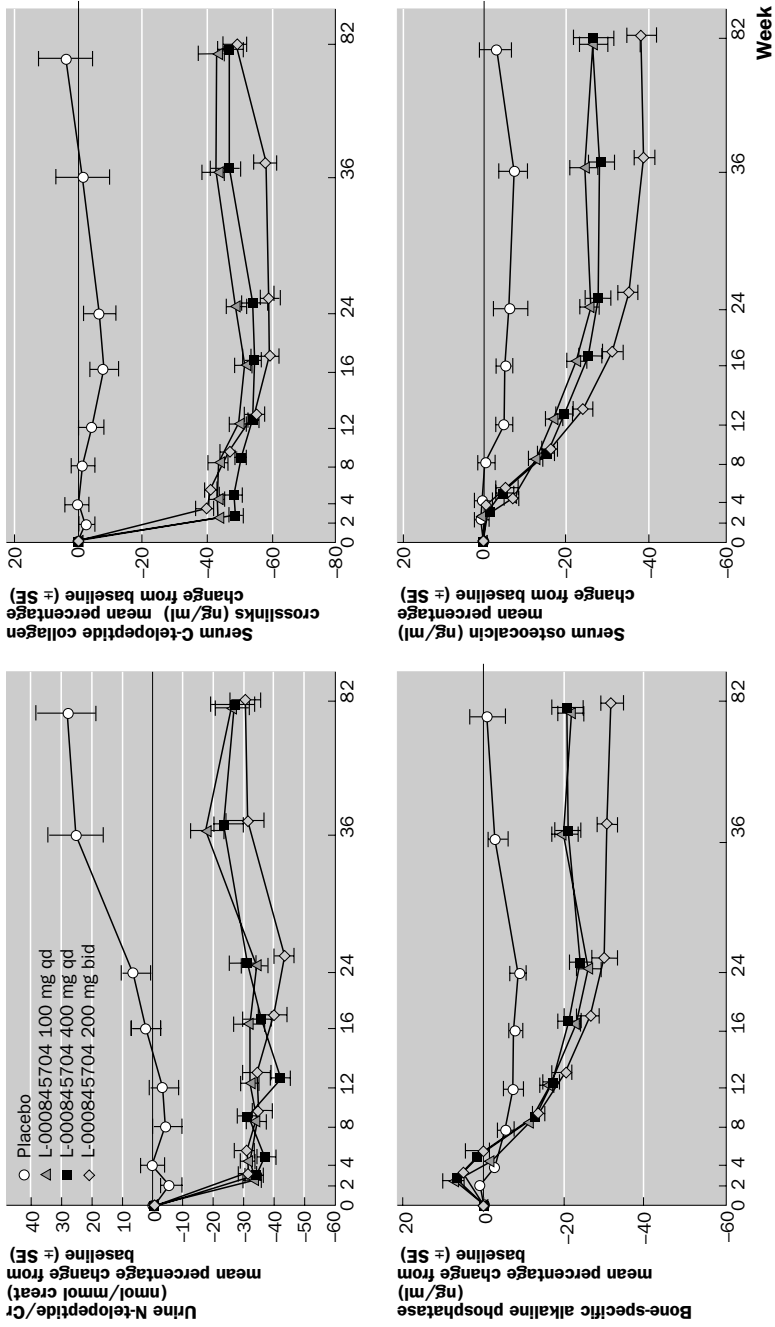 Urine N-telopeptide/Cr
(nmol/mmol creat)
mean percentage change from
baseline (± SE)
40
30
20
10
0
−10
−20
−30
−40
−50
−60
Placebo
L-000845704 100 mg qd
L-000845704 400 mg qd
L-000845704 200 mg bid
0 2 4 8 12 16 24 36 82
Serum C-telopeptide collagen
crosslinks (ng/ml) mean percentage
change from baseline (± SE)
20
0
−20
−40
−60
−80
0 2 4 8 12 16 24 36 82
Bone-specific alkaline phosphatase
(ng/ml)
mean percentage change from
baseline (± SE)
20
0
−20
−40
−60
0 2 4 8 12 16 24 36 82
Serum osteocalcin (ng/ml)
mean percentage
change from baseline (± SE)
20
0
−20
−40
−60
0 2 4 8 12 16 24 36 82
Week